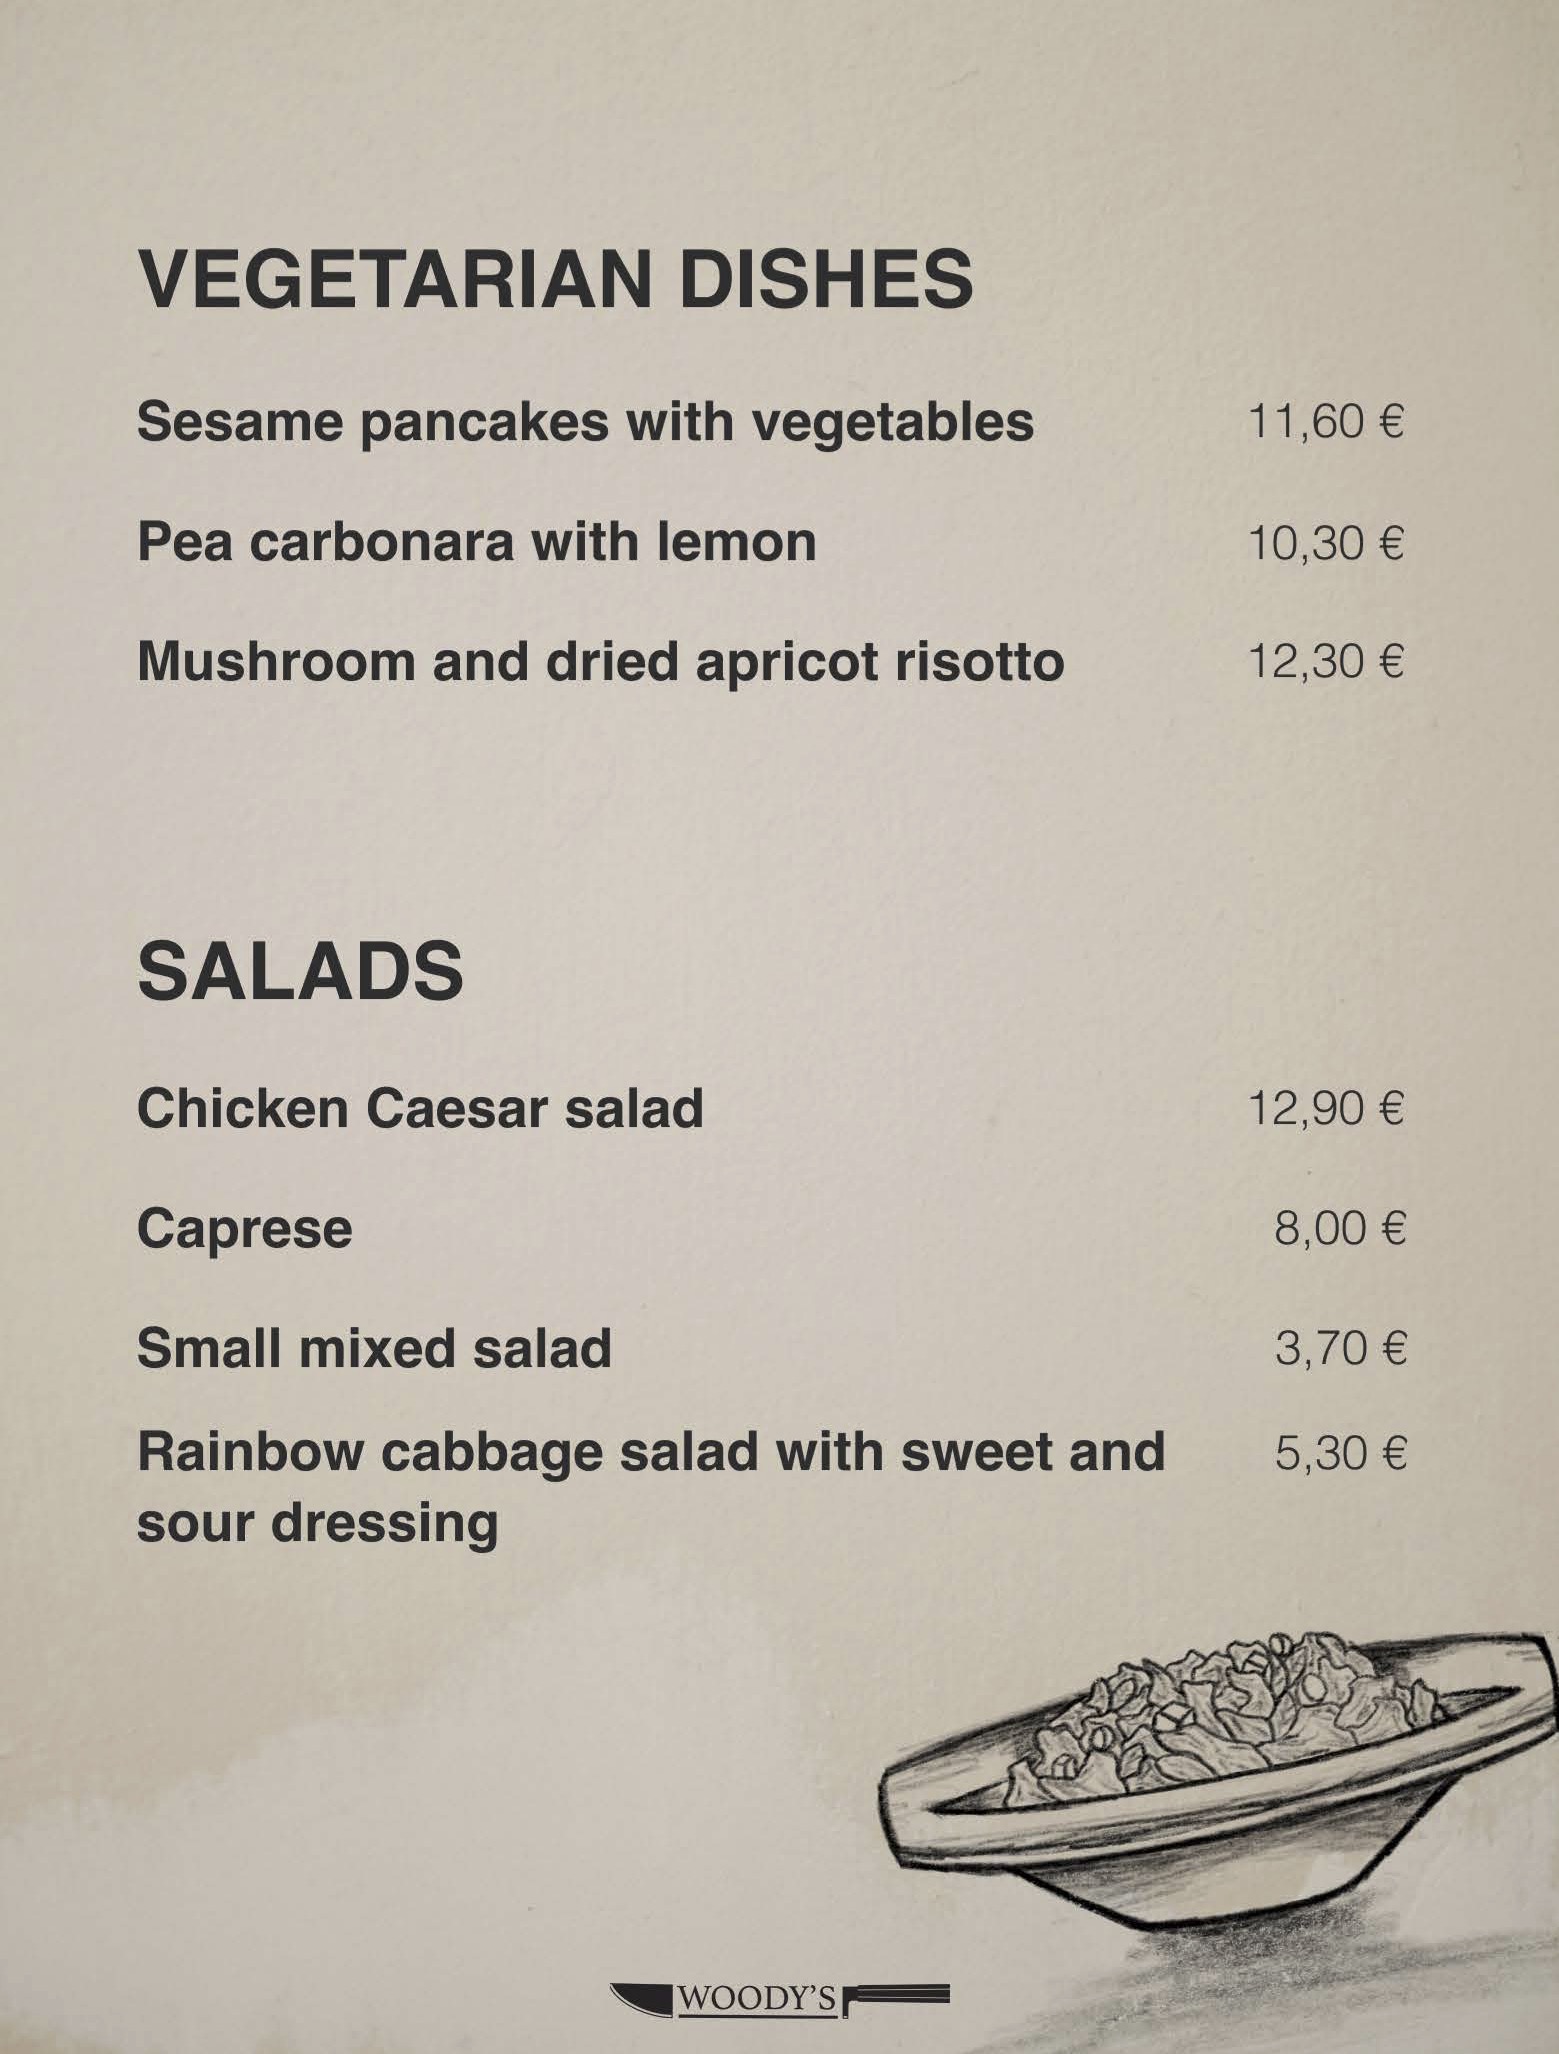 VEGETARIAN DISHES
Sesame pancakes with vegetables 11,60 €
Pea carbonara with lemon 10,30 €
Mushroom and dried apricot risotto 12,30 €
SALADS
Chicken Caesar salad 12,90 €
Caprese 8,00 €
Small mixed salad 3,70 €
Rainbow cabbage salad with sweet and 5,30 €
sour dressing
WOODY'S